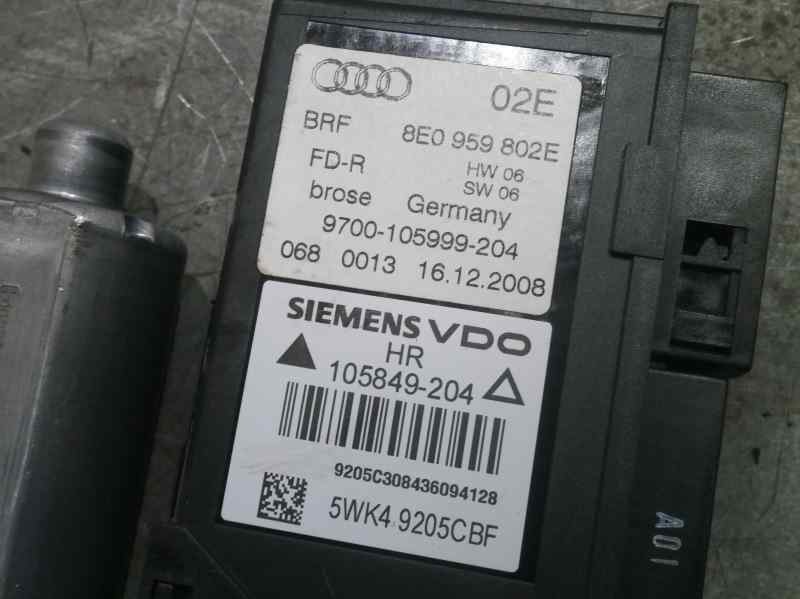 02E
BRF 8E0 959 802E
FD-R HW 06
SW 06
brose Germany
9700-105999-204
068 0013 16.12.2008
SIEMENS VDO
HR
105849-204
9205C308436094128
5WK4 9205CBF
A01